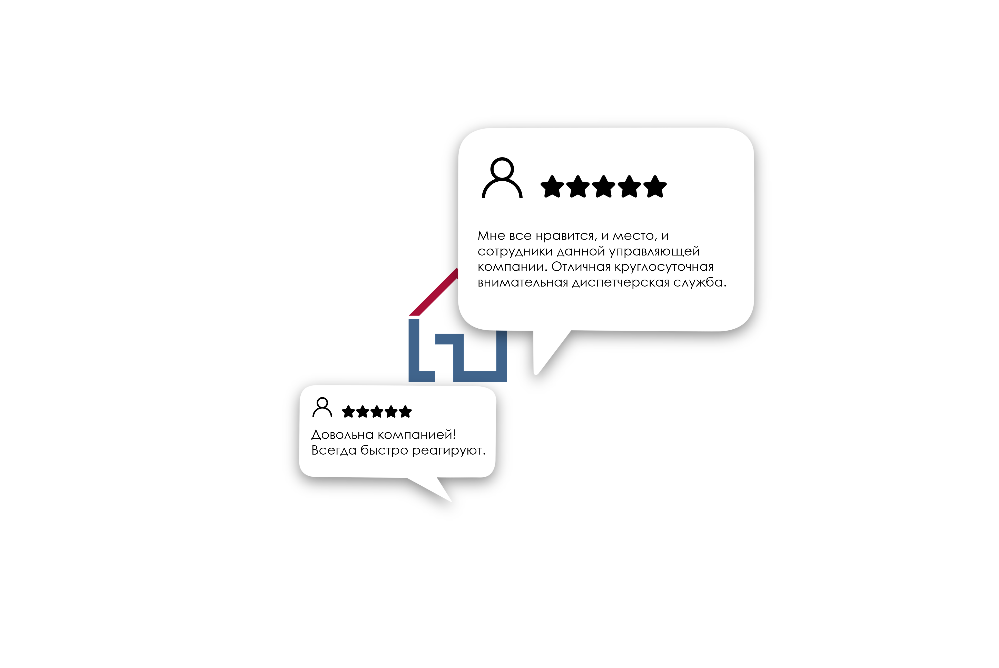 Мне все нравится, и место, и
сотрудники данной управляющей
компании. Отличная круглосуточная
внимательная диспетчерская служба.
Довольна компанией!
Всегда быстро реагируют.